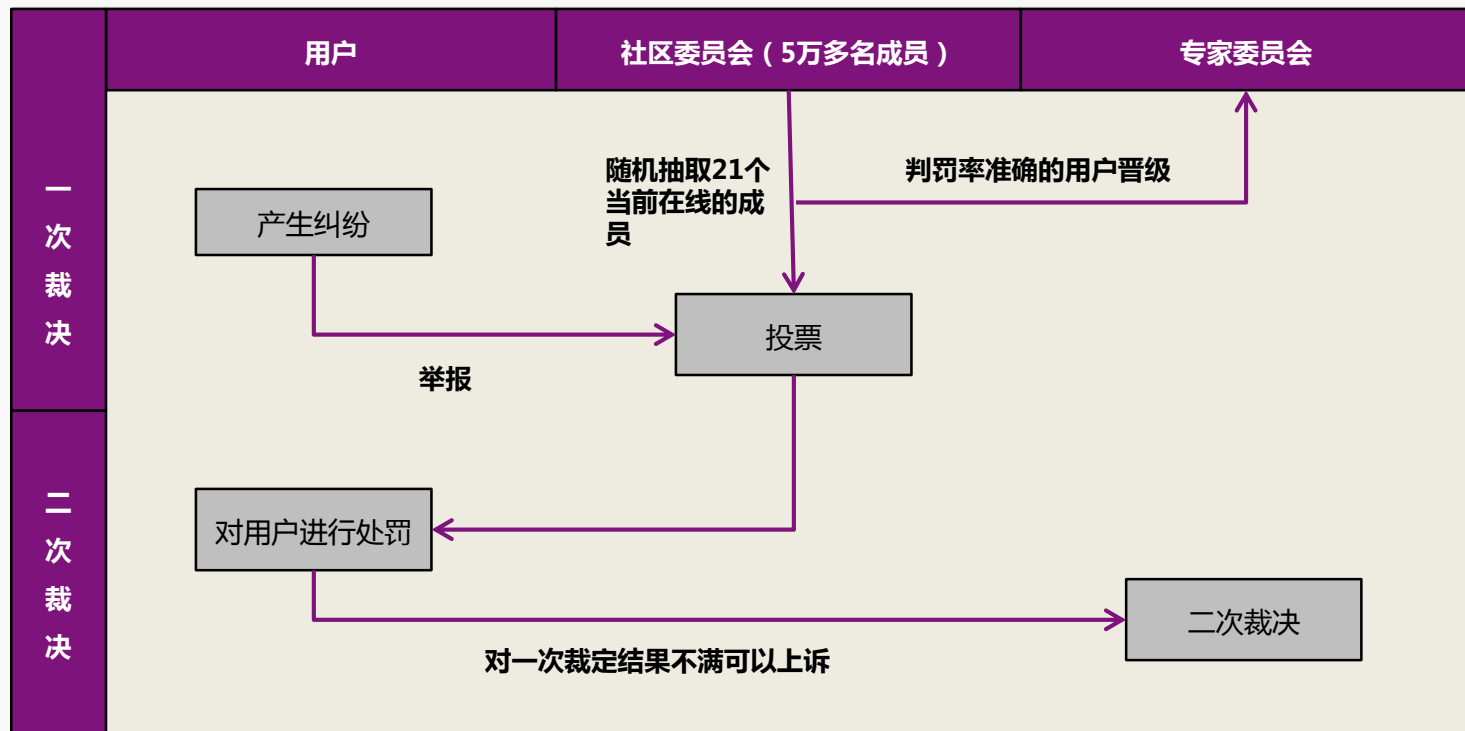 用户
社区委员会（5万多名成员）
专家委员会
一次裁决
随机抽取21个
当前在线的成
员
判罚率准确的用户晋级
产生纠纷
投票
举报
二次裁决
对用户进行处罚
二次裁决
对一次裁定结果不满可以上诉